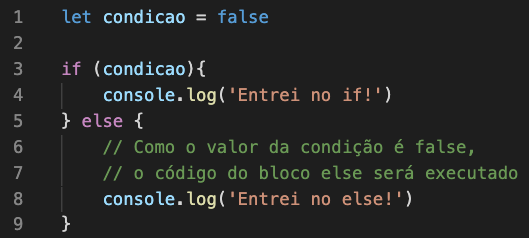 1 let condicao = false
2
3 if (condicao){
4 console.log('Entrei no if!')
5 } else {
6 // Como o valor da condição é false,
7 // o código do bloco else será executado
8 console.log('Entrei no else!')
9 }